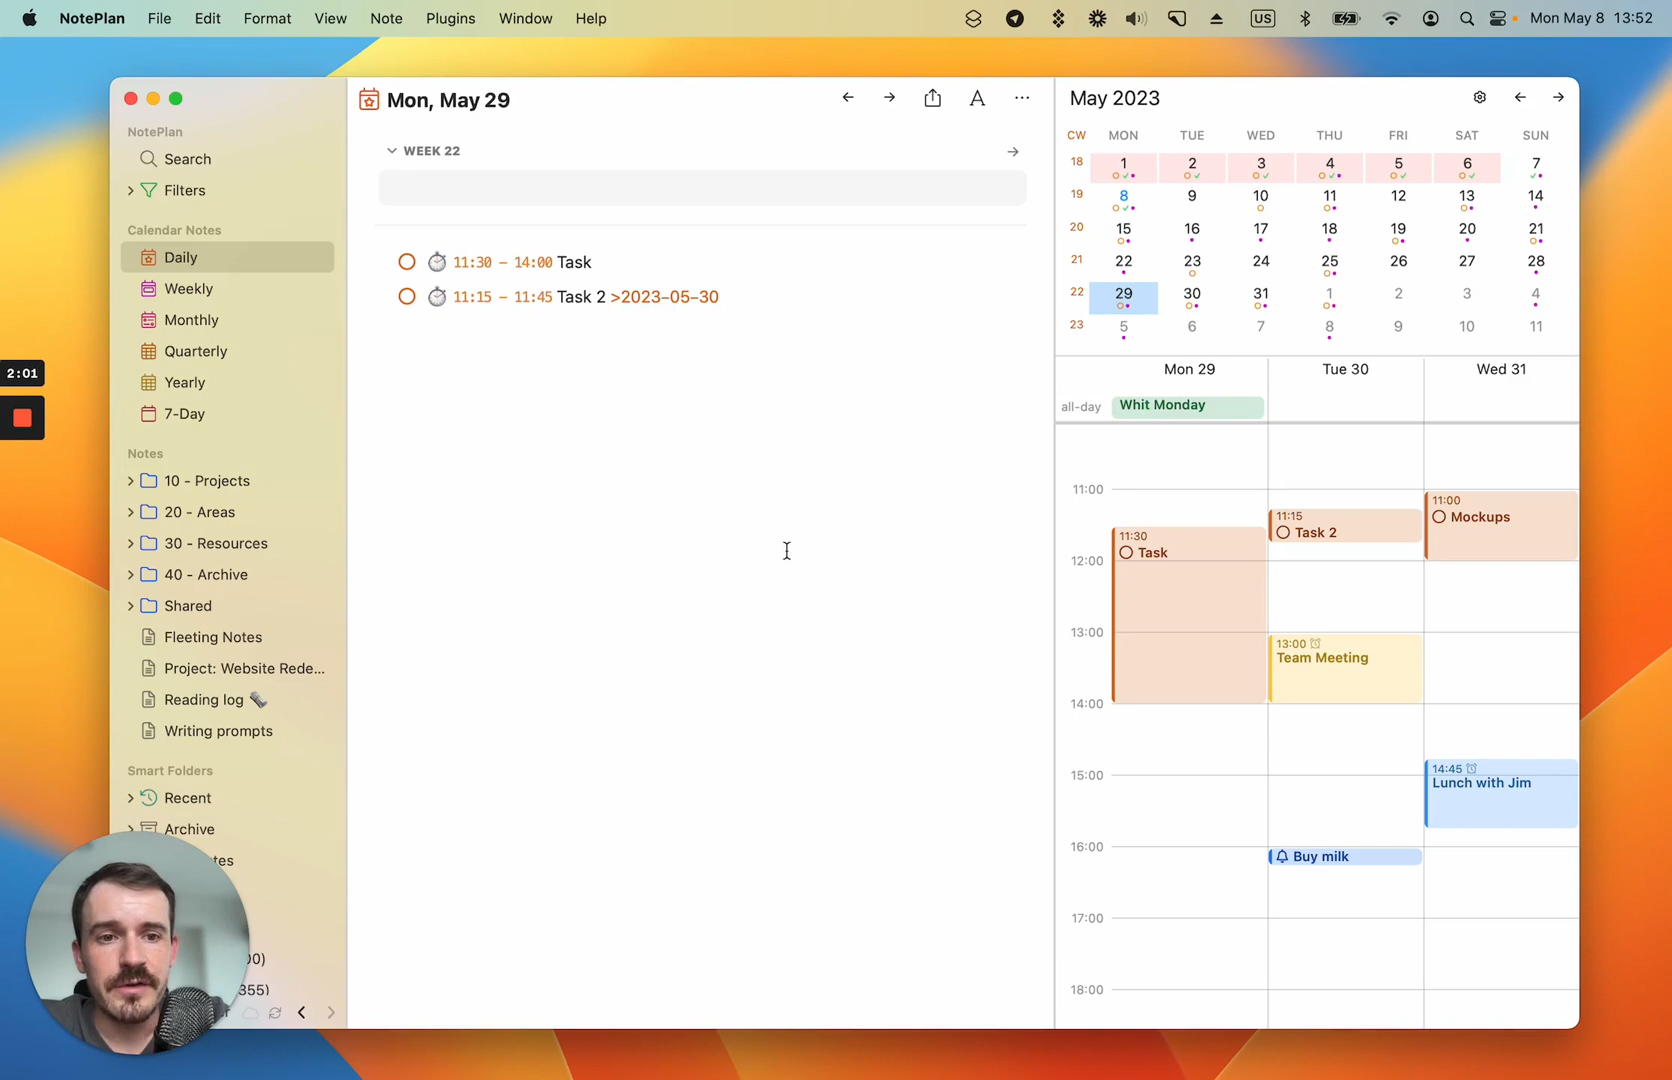 NotePlan File Edit Format View Note Plugins Window Help US Mon May 8 13:52
NotePlan
Search
Filters
Calendar Notes
Daily
Weekly
Monthly
Quarterly
Yearly
7-Day
Notes
10 - Projects
20 - Areas
30 - Resources
40 - Archive
Shared
Fleeting Notes
Project: Website Rede...
Reading log
Writing prompts
Smart Folders
Recent
Archive
355)
2:01
Mon, May 29
A
WEEK 22
11:30 – 14:00 Task
11:15 – 11:45 Task 2 >2023-05-30
May 2023
CW MON TUE WED THU FRI SAT SUN
18 1 2 3 4 5 6 7
19 8 9 10 11 12 13 14
20 15 16 17 18 19 20 21
21 22 23 24 25 26 27 28
22 29 30 31 1 2 3 4
23 5 6 7 8 9 10 11
Mon 29 Tue 30 Wed 31
all-day Whit Monday
11:00
12:00
13:00
14:00
15:00
16:00
17:00
18:00
11:30
Task
11:15
Task 2
13:00
Team Meeting
Buy milk
11:00
Mockups
14:45
Lunch with Jim